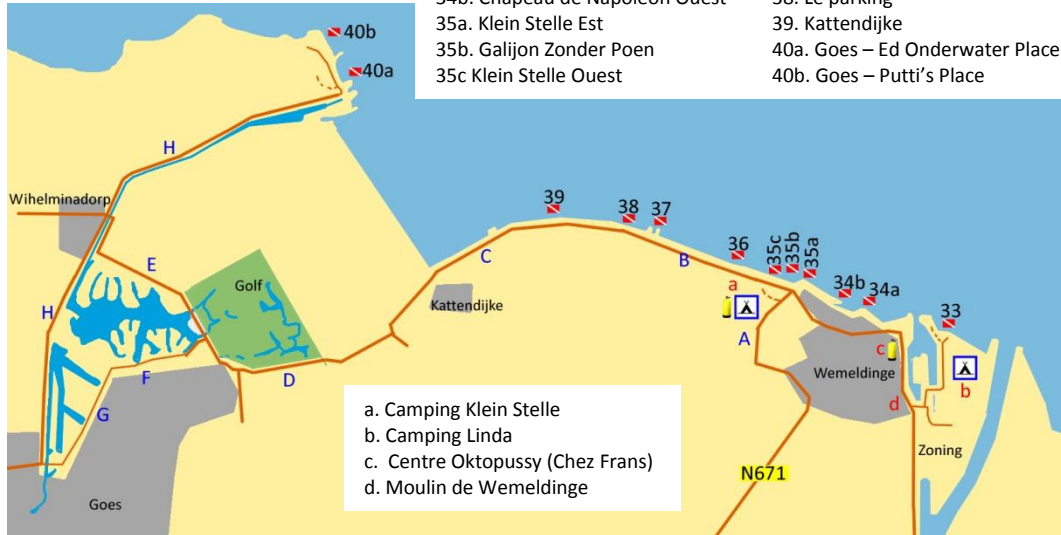 34b. Chapeau de Napoleon Ouest
38. Le parking
35a. Klein Stelle Est
39. Kattendijke
35b. Galijon Zonder Poen
40a. Goes – Ed Onderwater Place
35c Klein Stelle Ouest
40b. Goes – Putti's Place
40b
40a
H
Wihelminadorp
39
38
37
36
35c
35b
35a
34b
34a
33
E
Golf
C
B
a
A
Kattendijke
H
F
D
G
Wemeldinge
c
b
d
a. Camping Klein Stelle
b. Camping Linda
c. Centre Oktopussy (Chez Frans)
d. Moulin de Wemeldinge
Zoning
N671
Goes